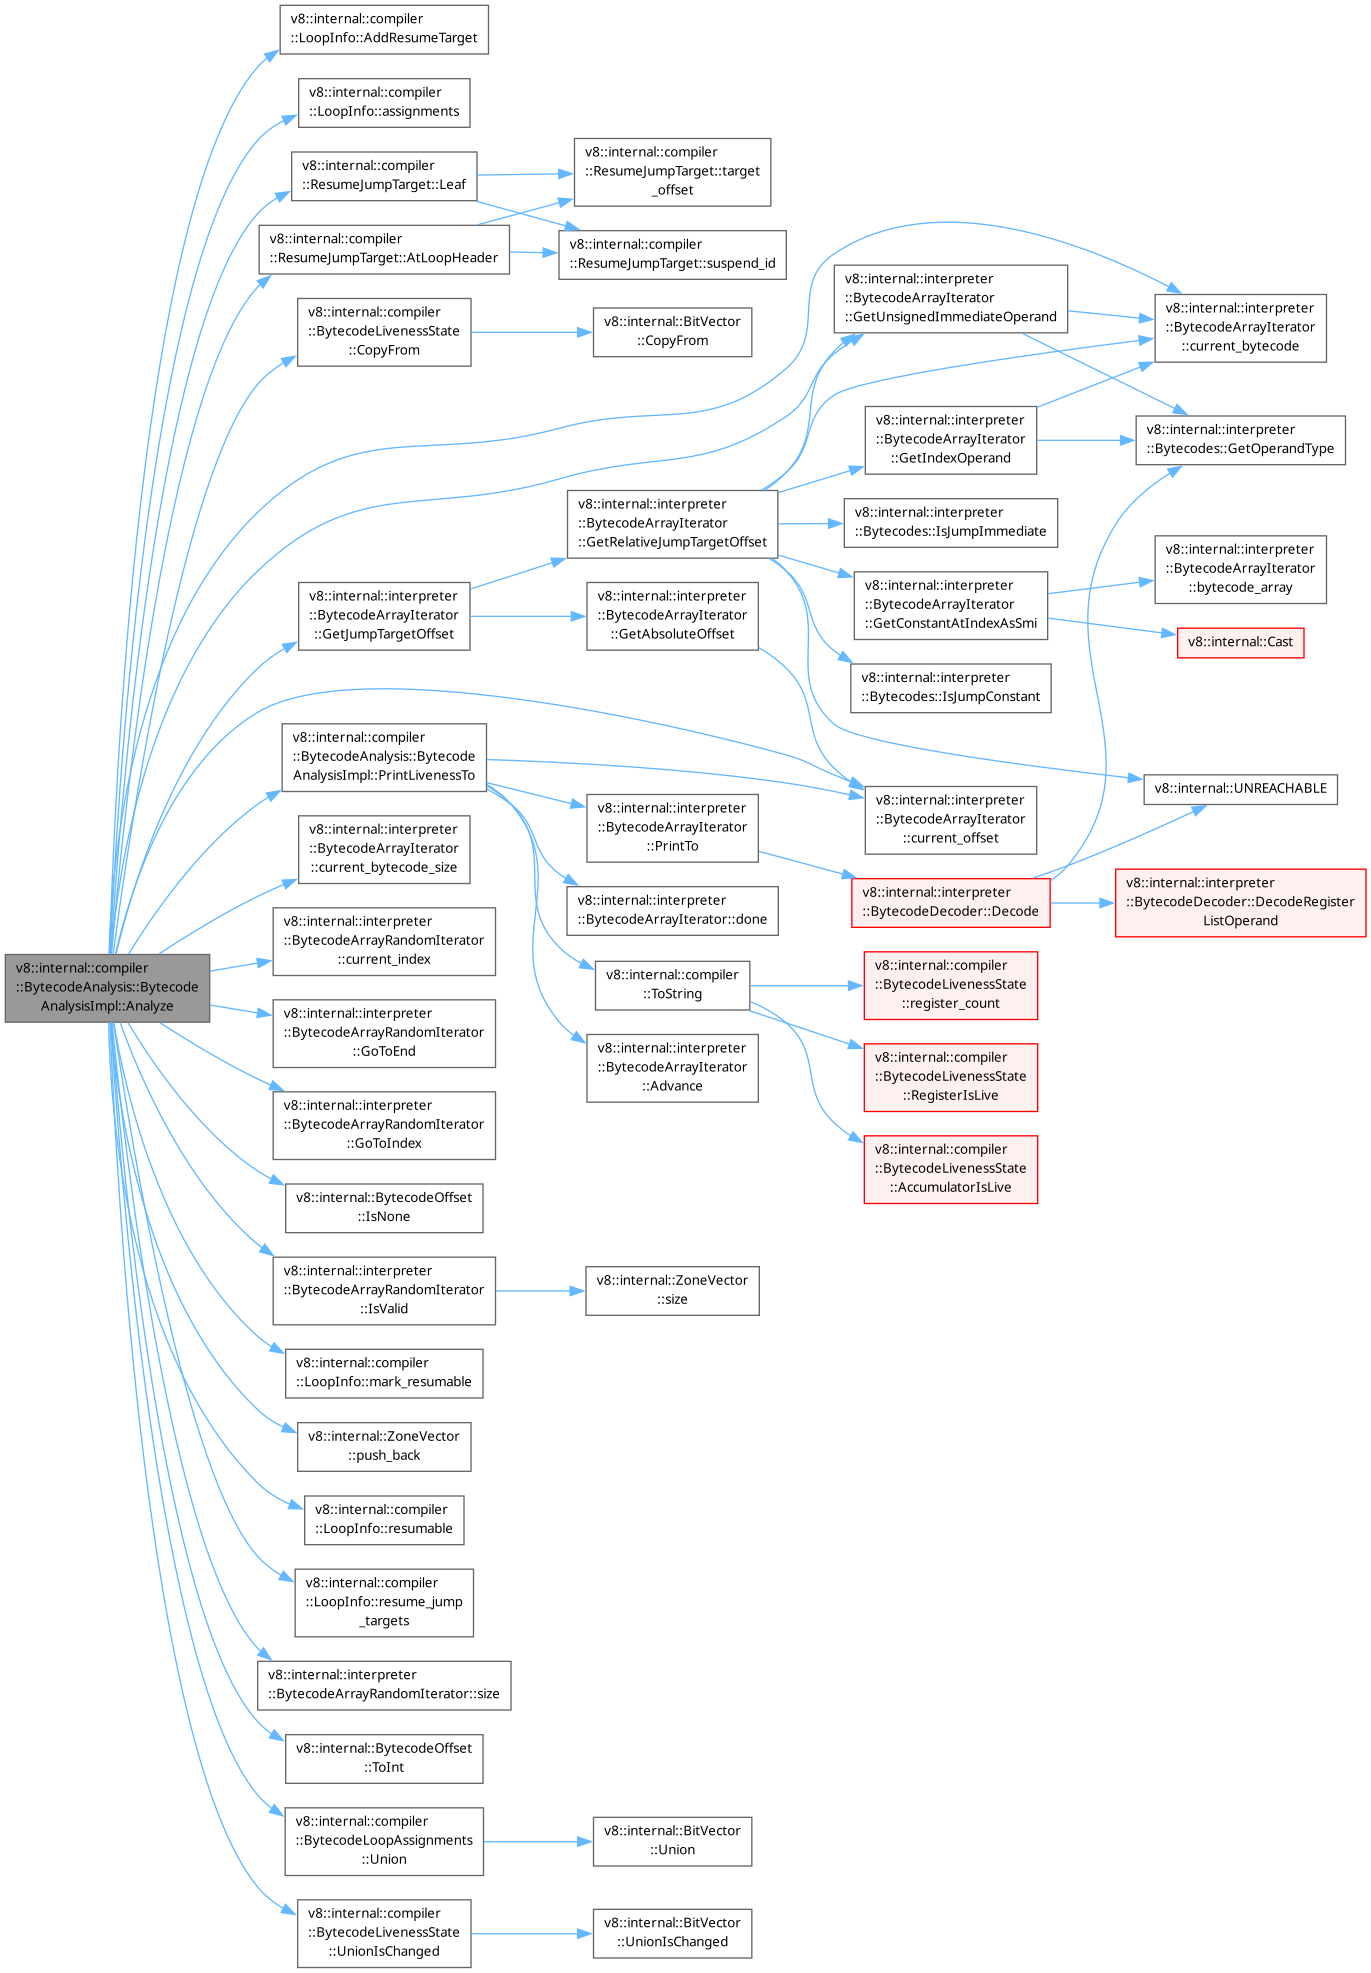 v8::internal::compiler
::LoopInfo::AddResumeTarget
v8::internal::compiler
::LoopInfo::assignments
v8::internal::compiler
::ResumeJumpTarget::Leaf
v8::internal::compiler
::ResumeJumpTarget::AtLoopHeader
v8::internal::compiler
::BytecodeLivenessState
::CopyFrom
v8::internal::interpreter
::BytecodeArrayIterator
::GetJumpTargetOffset
v8::internal::compiler
::BytecodeAnalysis::Bytecode
AnalysisImpl::PrintLivenessTo
v8::internal::interpreter
::BytecodeArrayIterator
::current_bytecode_size
v8::internal::interpreter
::BytecodeArrayRandomIterator
::current_index
v8::internal::compiler
::BytecodeAnalysis::Bytecode
AnalysisImpl::Analyze
v8::internal::interpreter
::BytecodeArrayRandomIterator
::GoToEnd
v8::internal::interpreter
::BytecodeArrayRandomIterator
::GoToIndex
v8::internal::BytecodeOffset
::IsNone
v8::internal::interpreter
::BytecodeArrayRandomIterator
::IsValid
v8::internal::compiler
::LoopInfo::mark_resumable
v8::internal::ZoneVector
::push_back
v8::internal::compiler
::LoopInfo::resumable
v8::internal::compiler
::LoopInfo::resume_jump
_targets
v8::internal::interpreter
::BytecodeArrayRandomIterator::size
v8::internal::BytecodeOffset
::ToInt
v8::internal::compiler
::BytecodeLoopAssignments
::Union
v8::internal::compiler
::BytecodeLivenessState
::UnionIsChanged
v8::internal::compiler
::ResumeJumpTarget::target
_offset
v8::internal::compiler
::ResumeJumpTarget::suspend_id
v8::internal::BitVector
::CopyFrom
v8::internal::interpreter
::BytecodeArrayIterator
::GetRelativeJumpTargetOffset
v8::internal::interpreter
::BytecodeArrayIterator
::GetAbsoluteOffset
v8::internal::interpreter
::BytecodeArrayIterator
::PrintTo
v8::internal::interpreter
::BytecodeArrayIterator::done
v8::internal::compiler
::ToString
v8::internal::interpreter
::BytecodeArrayIterator
::Advance
v8::internal::ZoneVector
::size
v8::internal::BitVector
::Union
v8::internal::BitVector
::UnionIsChanged
v8::internal::interpreter
::BytecodeArrayIterator
::GetUnsignedImmediateOperand
v8::internal::interpreter
::BytecodeArrayIterator
::GetIndexOperand
v8::internal::interpreter
::Bytecodes::IsJumpImmediate
v8::internal::interpreter
::BytecodeArrayIterator
::GetConstantAtIndexAsSmi
v8::internal::interpreter
::Bytecodes::IsJumpConstant
v8::internal::interpreter
::BytecodeArrayIterator
::current_offset
v8::internal::interpreter
::BytecodeDecoder::Decode
v8::internal::compiler
::BytecodeLivenessState
::register_count
v8::internal::compiler
::BytecodeLivenessState
::RegisterIsLive
v8::internal::compiler
::BytecodeLivenessState
::AccumulatorIsLive
v8::internal::interpreter
::BytecodeArrayIterator
::current_bytecode
v8::internal::interpreter
::Bytecodes::GetOperandType
v8::internal::interpreter
::BytecodeArrayIterator
::bytecode_array
v8::internal::Cast
v8::internal::UNREACHABLE
v8::internal::interpreter
::BytecodeDecoder::DecodeRegister
ListOperand